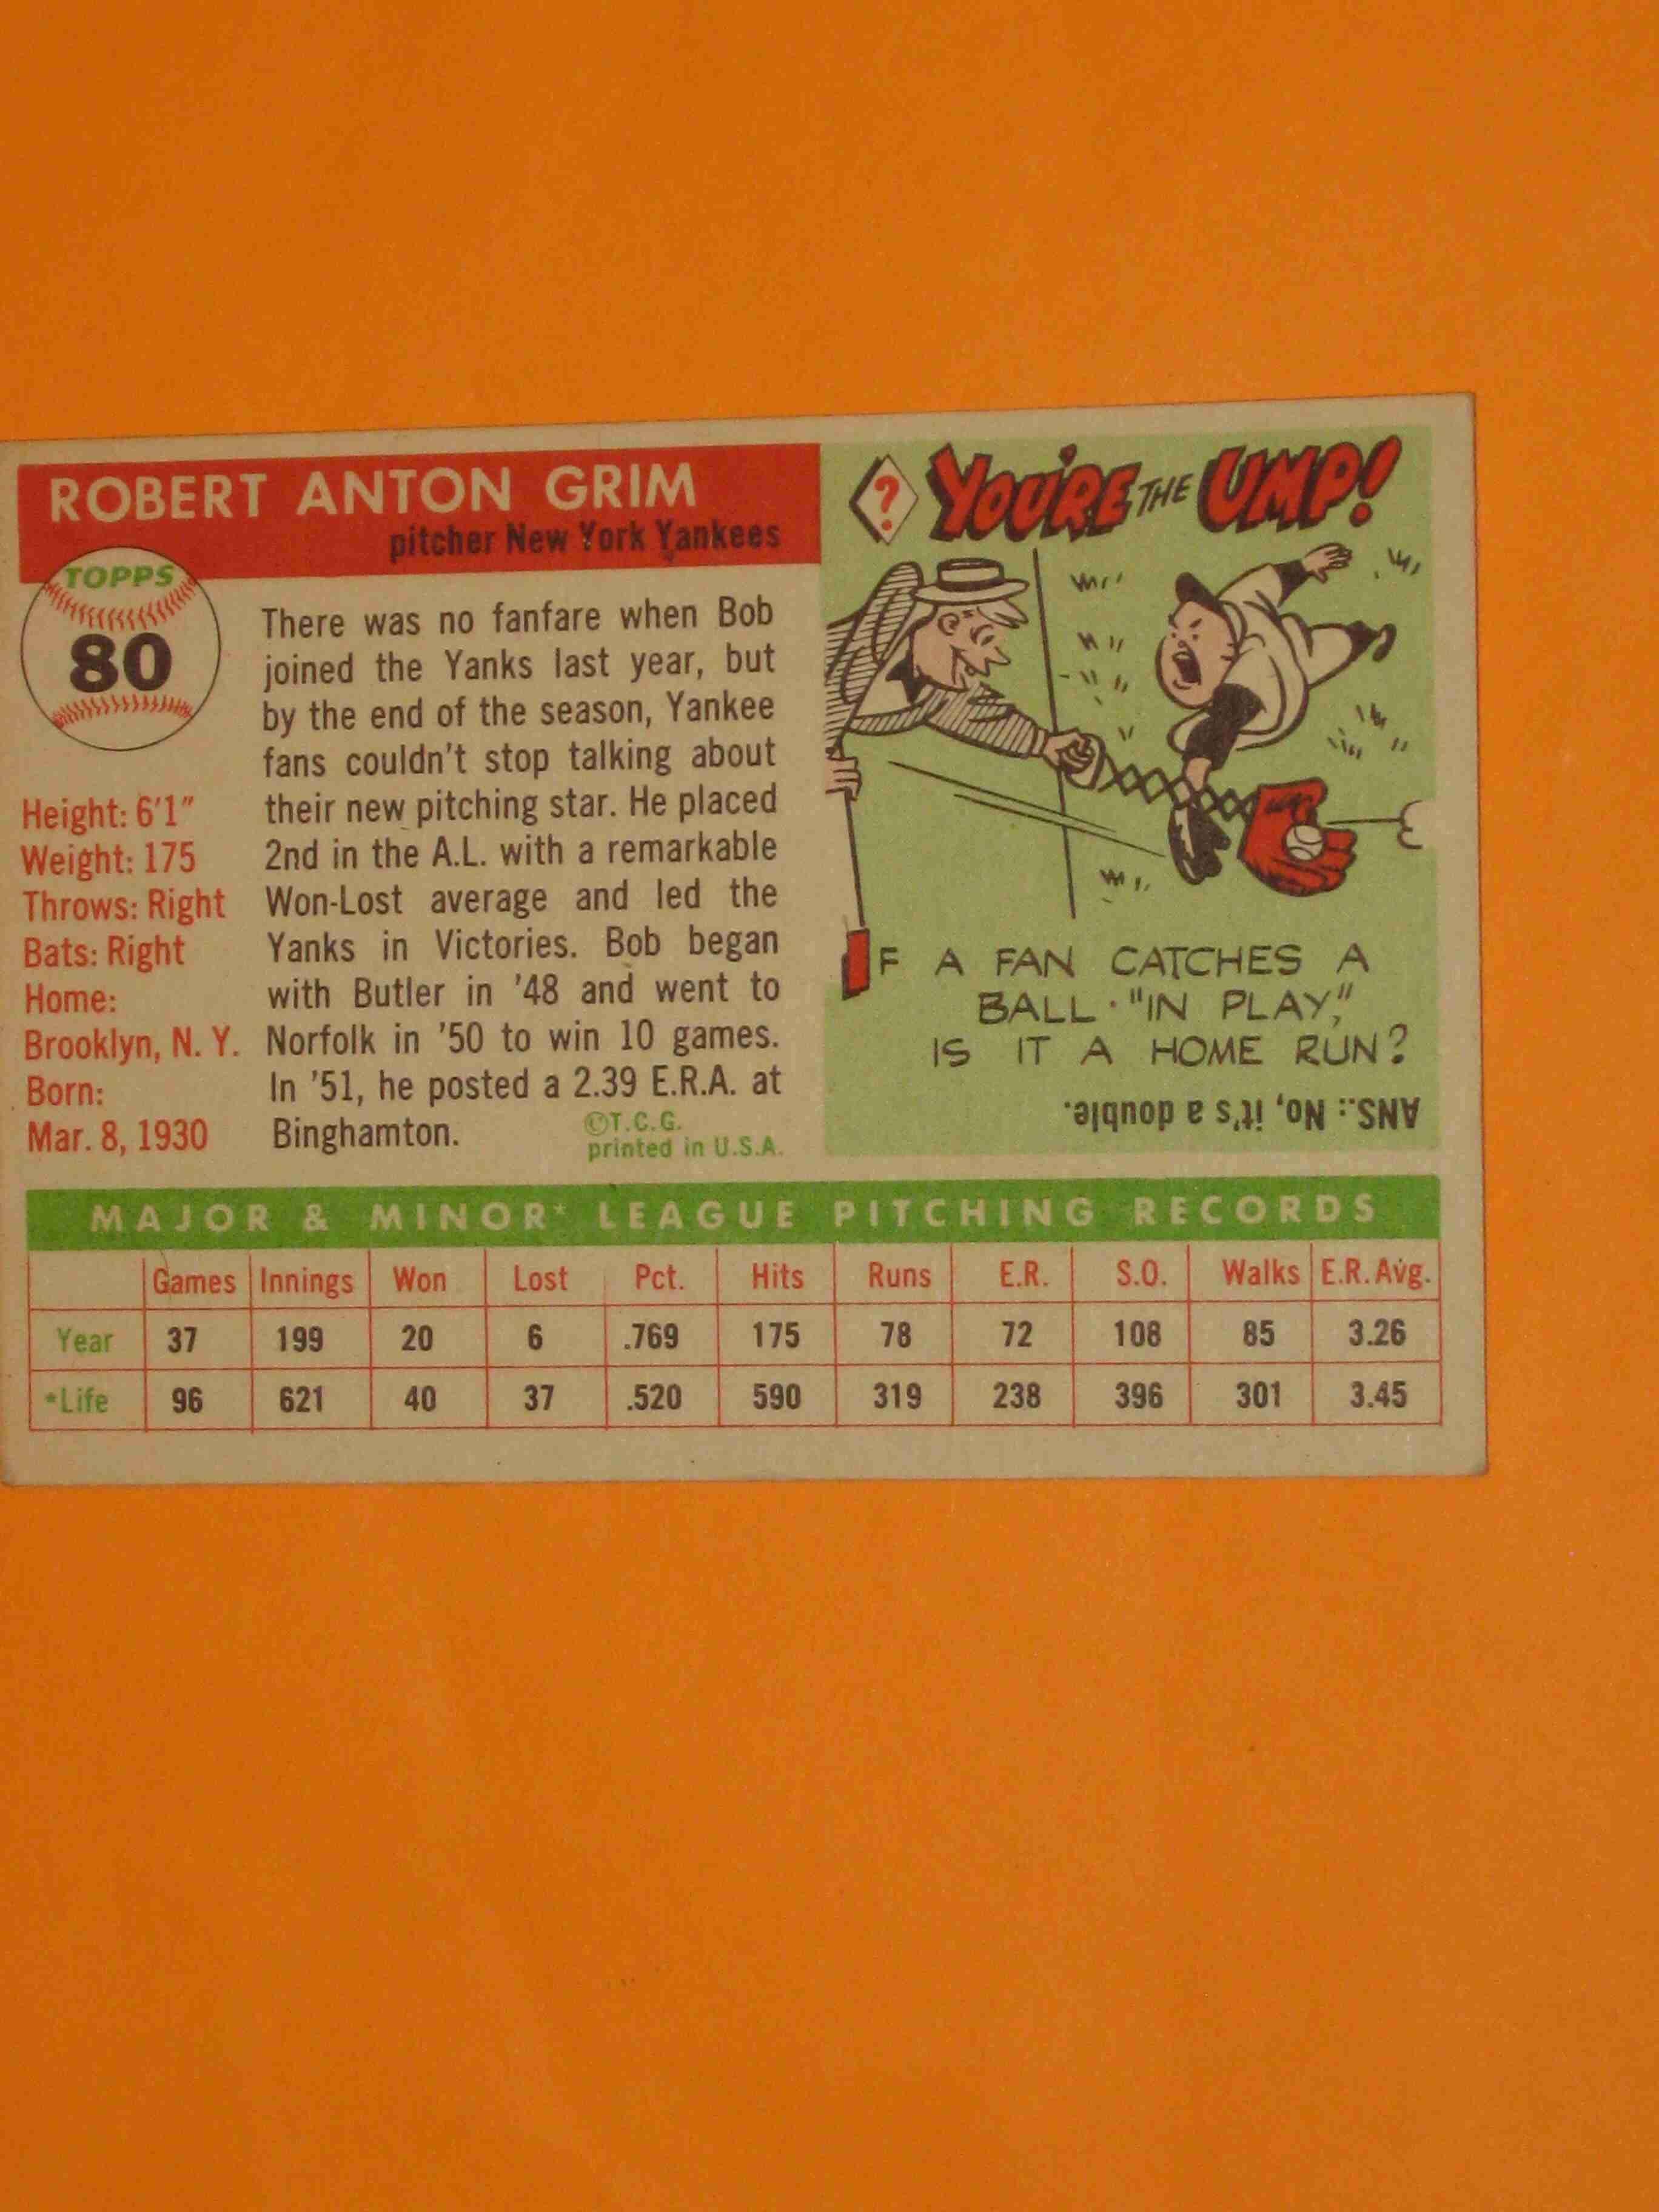 ROBERT ANTON GRIM
pitcher New York Yankees
TOPPS
80
Height: 6'1"
Weight: 175
Throws: Right
Bats: Right
Home:
Brooklyn, N. Y.
Born:
Mar. 8, 1930
There was no fanfare when Bob
joined the Yanks last year, but
by the end of the season, Yankee
fans couldn't stop talking about
their new pitching star. He placed
2nd in the A.L. with a remarkable
Won-Lost average and led the
Yanks in Victories. Bob began
with Butler in '48 and went to
Norfolk in '50 to win 10 games.
In '51, he posted a 2.39 E.R.A. at
Binghamton.
©T.C.G.
printed in U.S.A.
? YOU'RE THE UMP!
IF A FAN CATCHES A
BALL "IN PLAY,"
IS IT A HOME RUN?
ANS.: No, it's a double.
MAJOR & MINOR* LEAGUE PITCHING RECORDS
Games Innings Won Lost Pct. Hits Runs E.R. S.O. Walks E.R. Avg.
Year 37 199 20 6 .769 175 78 72 108 85 3.26
*Life 96 621 40 37 .520 590 319 238 396 301 3.45